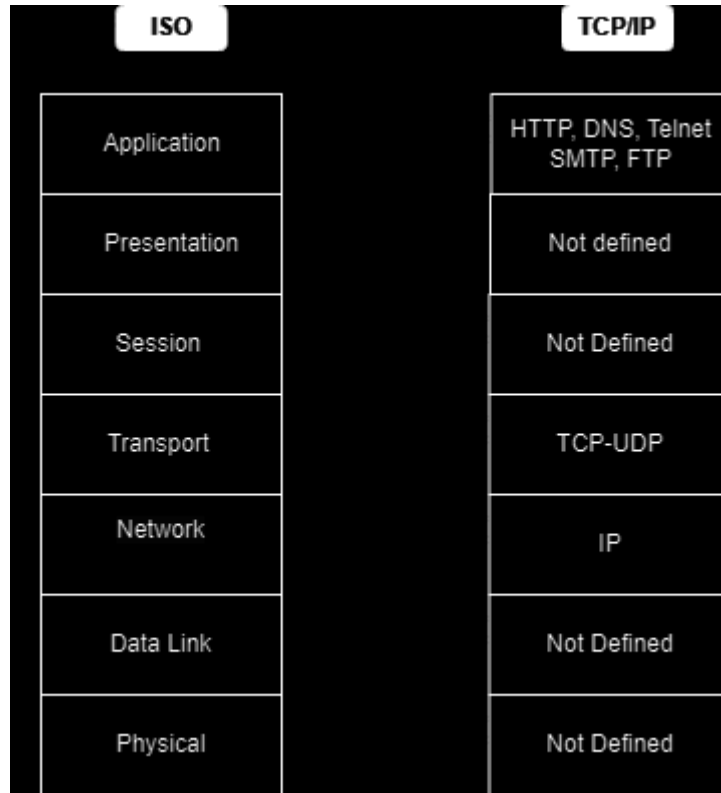 ISO
TCP/IP
Application
HTTP, DNS, Telnet
SMTP, FTP
Presentation
Not defined
Session
Not Defined
Transport
TCP-UDP
Network
IP
Data Link
Not Defined
Physical
Not Defined